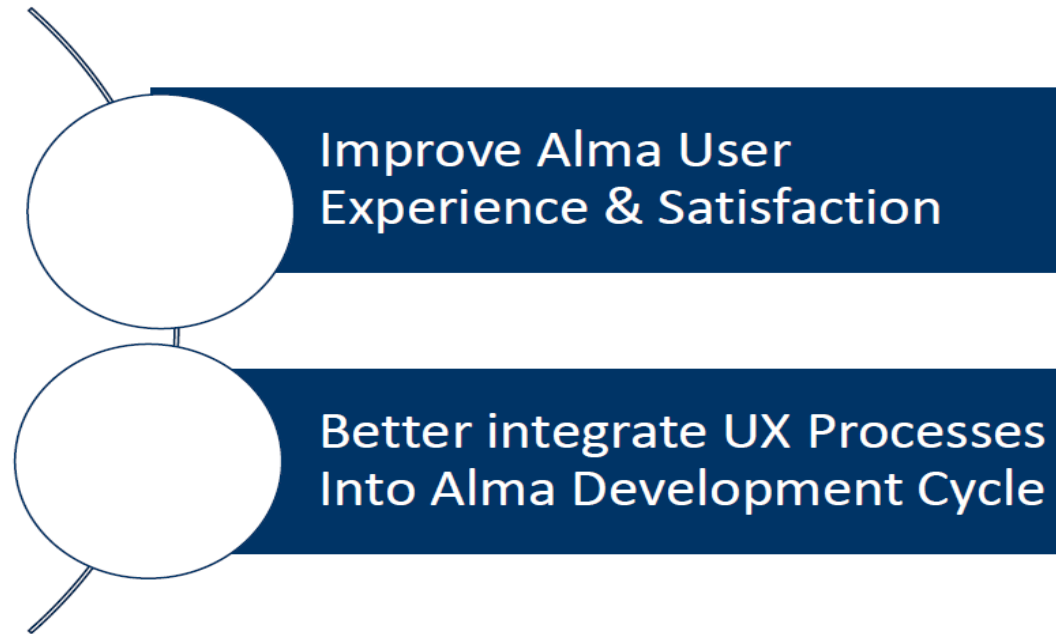 Improve Alma User
Experience & Satisfaction
Better integrate UX Processes
Into Alma Development Cycle